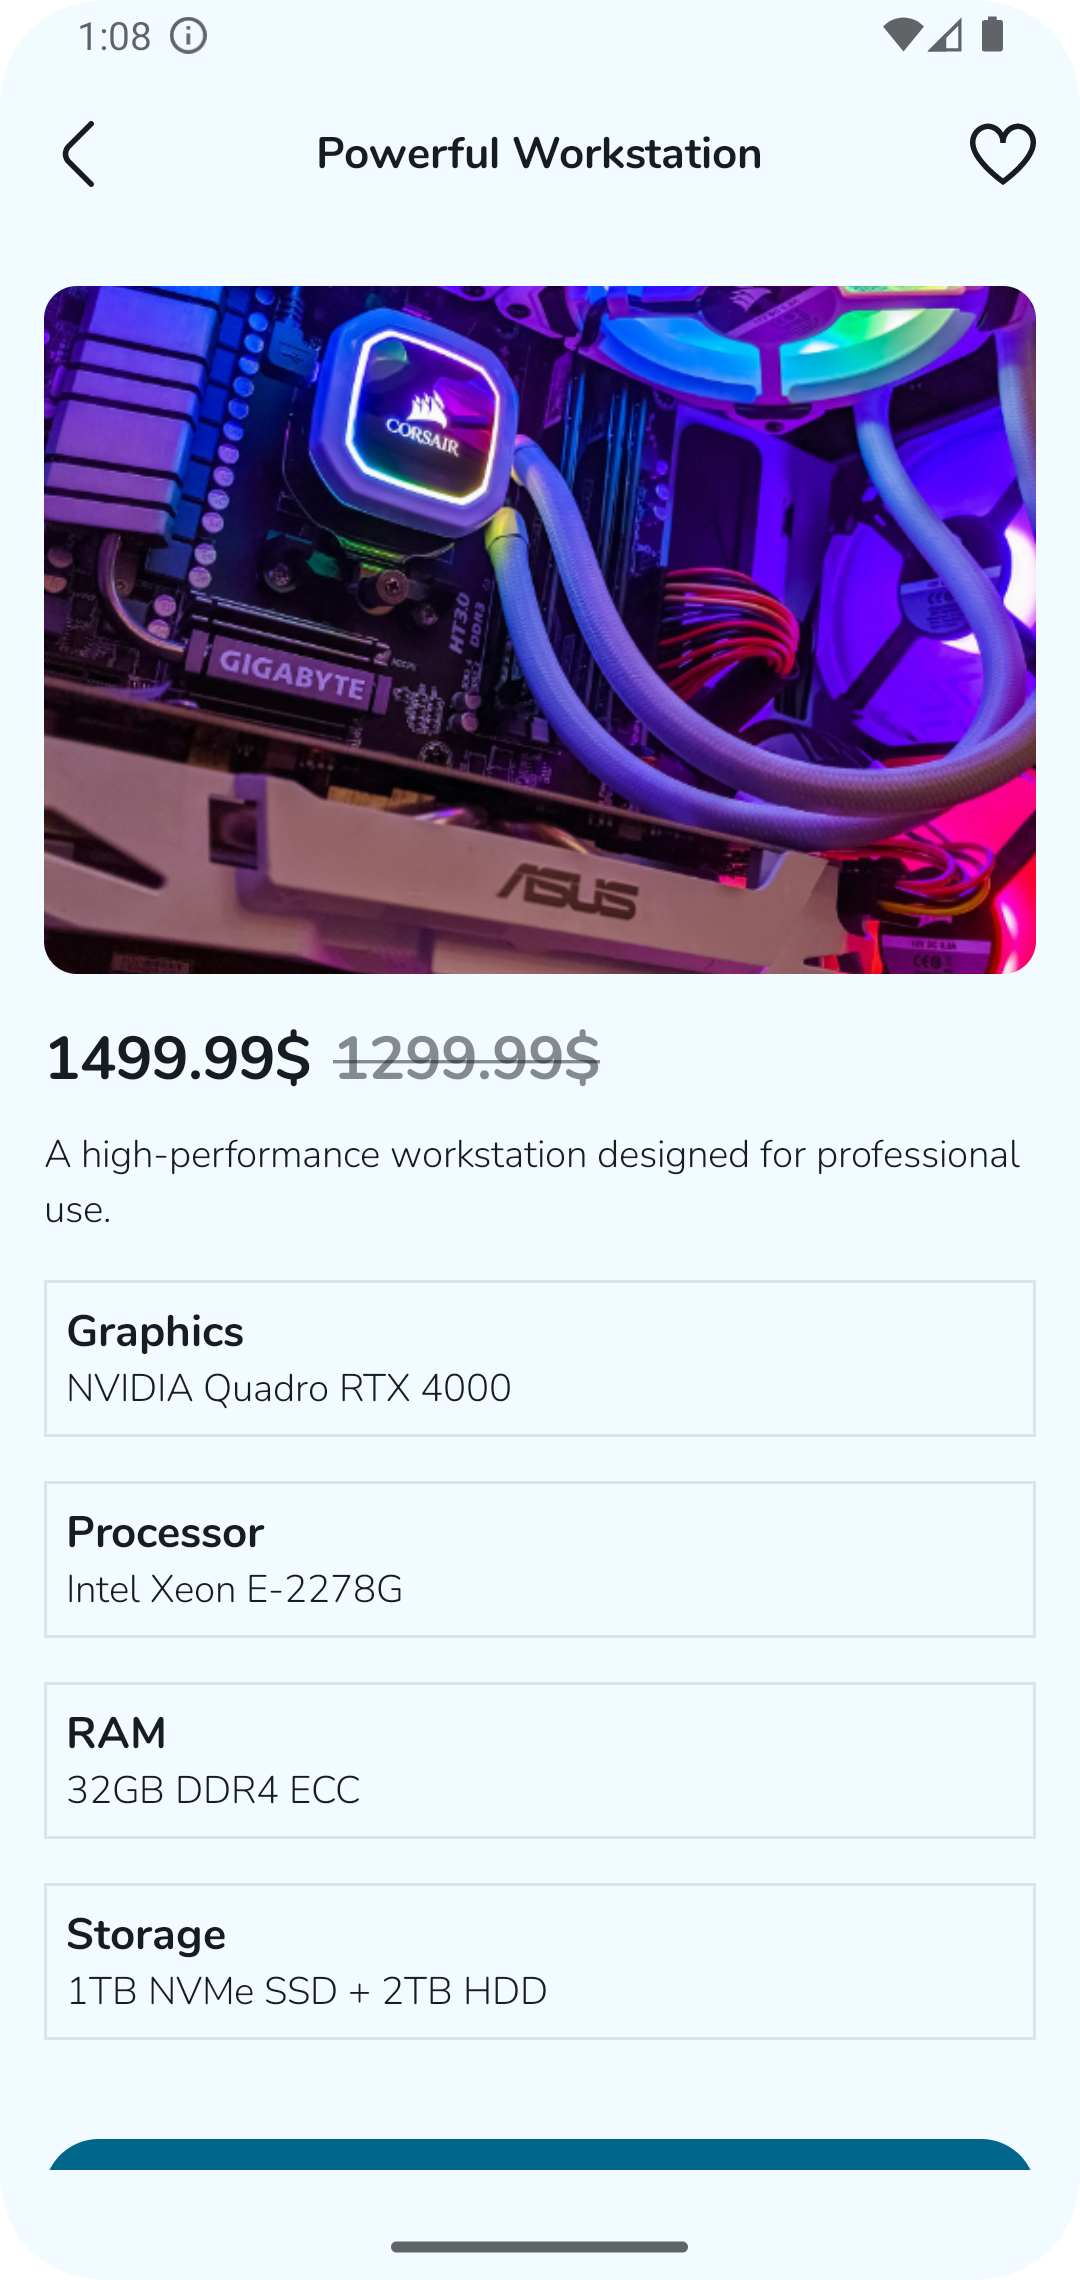 1:08
Powerful Workstation
CORSAIR
HT3.0
DDR3
GIGABYTE
ASUS
1499.99$ 1299.99$
A high-performance workstation designed for professional
use.
Graphics
NVIDIA Quadro RTX 4000
Processor
Intel Xeon E-2278G
RAM
32GB DDR4 ECC
Storage
1TB NVMe SSD + 2TB HDD